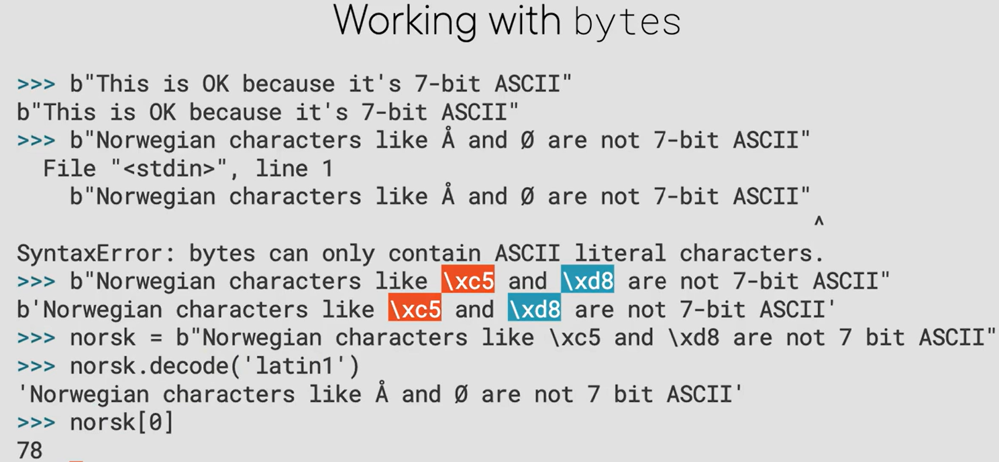 Working with bytes
>>> b"This is OK because it's 7-bit ASCII"
b"This is OK because it's 7-bit ASCII"
>>> b"Norwegian characters like Å and Ø are not 7-bit ASCII"
  File "<stdin>", line 1
    b"Norwegian characters like Å and Ø are not 7-bit ASCII"
                                                            ^
SyntaxError: bytes can only contain ASCII literal characters.
>>> b"Norwegian characters like \xc5 and \xd8 are not 7-bit ASCII"
b'Norwegian characters like \xc5 and \xd8 are not 7-bit ASCII'
>>> norsk = b"Norwegian characters like \xc5 and \xd8 are not 7 bit ASCII"
>>> norsk.decode('latin1')
'Norwegian characters like Å and Ø are not 7 bit ASCII'
>>> norsk[0]
78